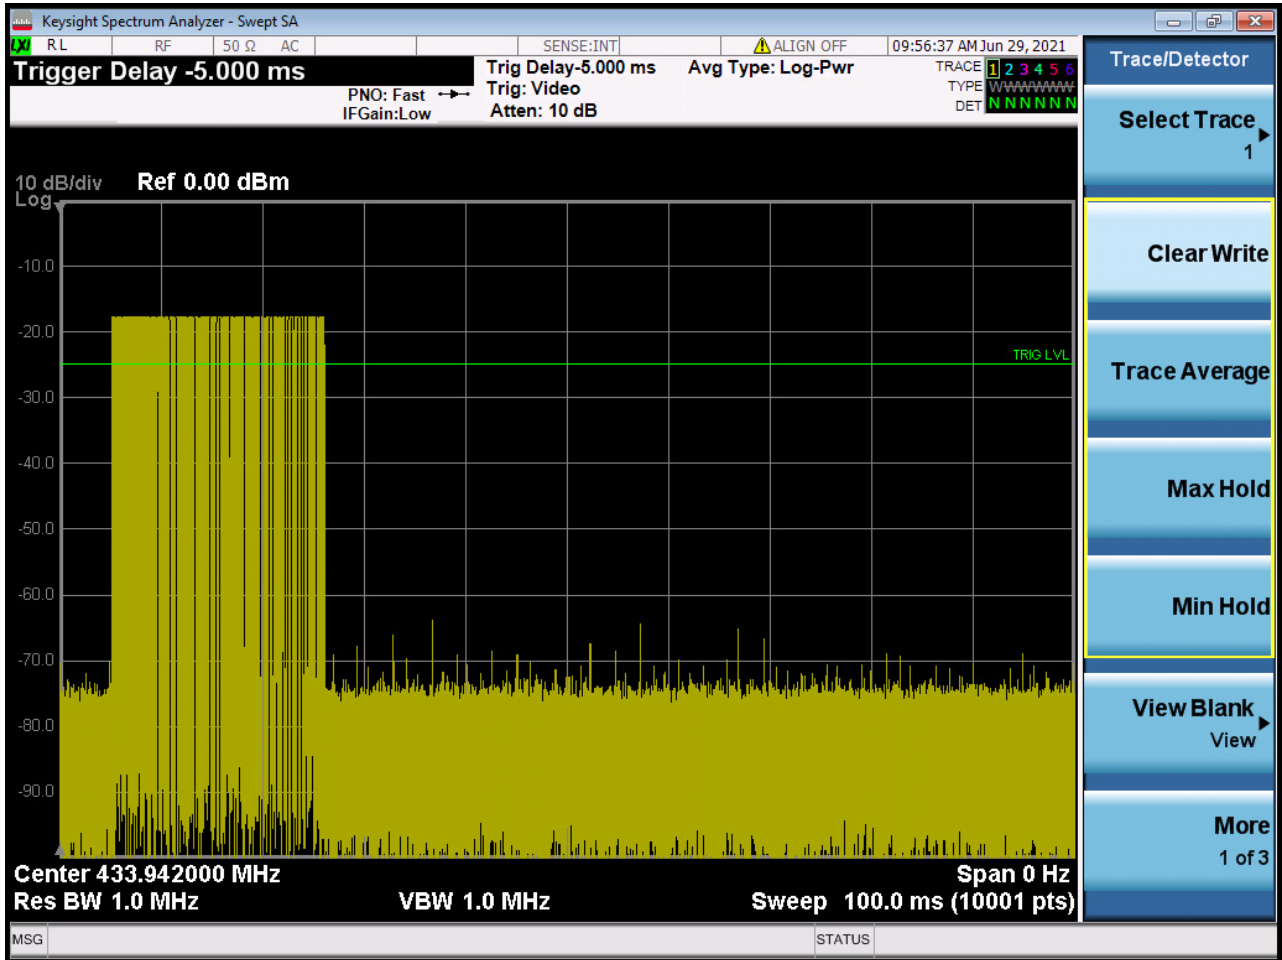 Keysight Spectrum Analyzer - Swept SA
LXI RL RF 50 Ω AC SENSE:INT ALIGN OFF 09:56:37 AM Jun 29, 2021
Trigger Delay -5.000 ms
PNO: Fast
IFGain:Low
Trig Delay-5.000 ms
Trig: Video
Atten: 10 dB
Avg Type: Log-Pwr
TRACE 1 2 3 4 5 6
TYPE WWWWWW
DET N N N N N N
10 dB/div
Log
Ref 0.00 dBm
-10.0
-20.0
-30.0
-40.0
-50.0
-60.0
-70.0
-80.0
-90.0
TRIG LVL
Center 433.942000 MHz
Span 0 Hz
Res BW 1.0 MHz
VBW 1.0 MHz
Sweep 100.0 ms (10001 pts)
MSG
STATUS
Trace/Detector
Select Trace
1
Clear Write
Trace Average
Max Hold
Min Hold
View Blank
View
More
1 of 3